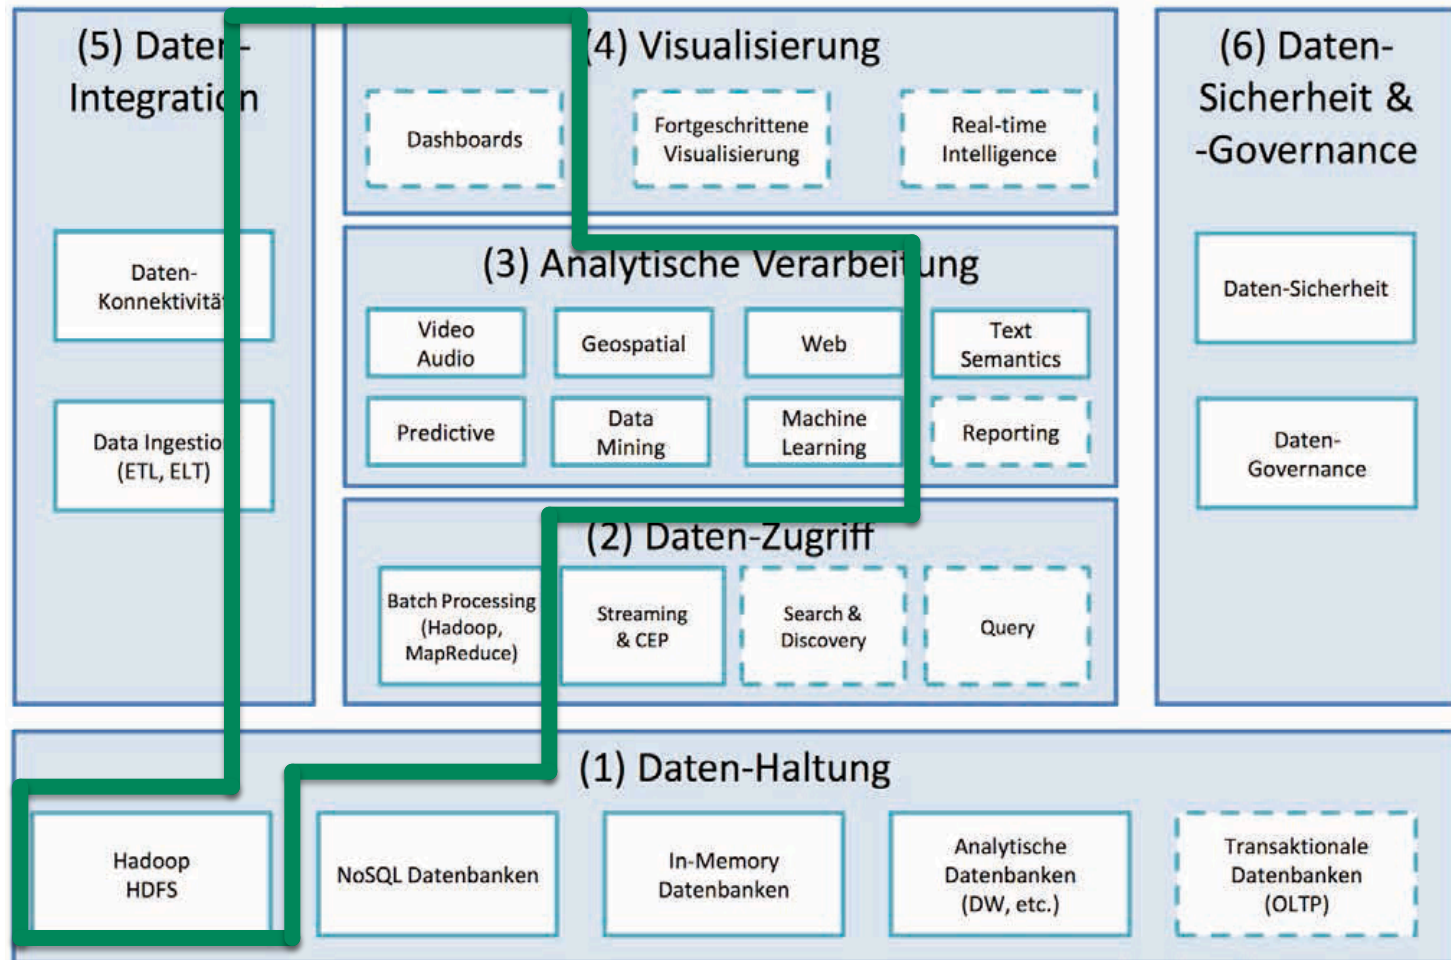 (5) Daten-
Integration
Daten-
Konnektivität
Data Ingestion
(ETL, ELT)
(4) Visualisierung
Dashboards
Fortgeschrittene
Visualisierung
Real-time
Intelligence
(3) Analytische Verarbeitung
Video
Audio
Geospatial
Web
Text
Semantics
Predictive
Data
Mining
Machine
Learning
Reporting
(2) Daten-Zugriff
Batch Processing
(Hadoop,
MapReduce)
Streaming
& CEP
Search &
Discovery
Query
(6) Daten-
Sicherheit &
-Governance
Daten-Sicherheit
Daten-
Governance
(1) Daten-Haltung
Hadoop
HDFS
NoSQL Datenbanken
In-Memory
Datenbanken
Analytische
Datenbanken
(DW, etc.)
Transaktionale
Datenbanken
(OLTP)